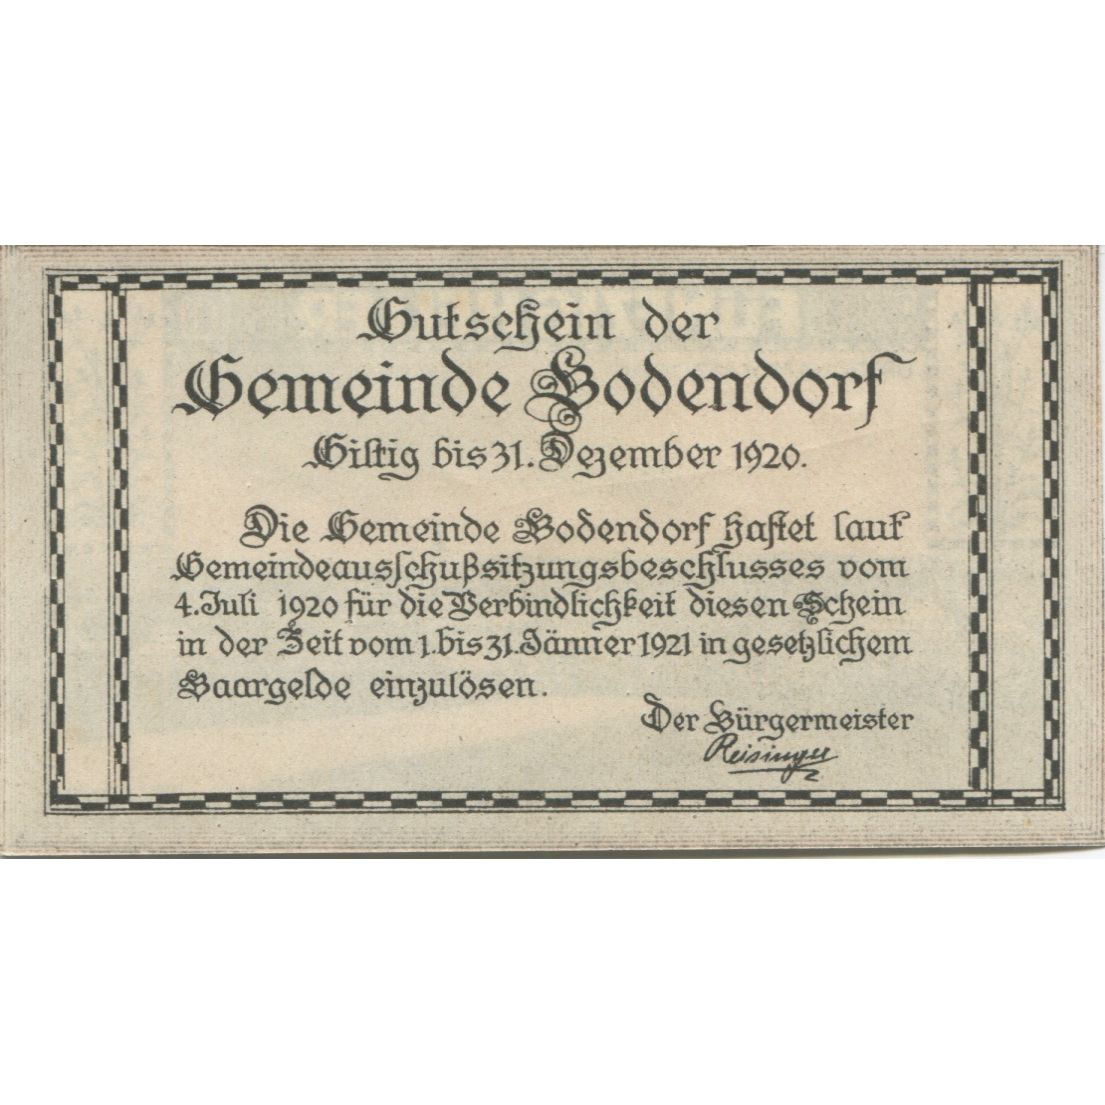 Gutschein der
Gemeinde Bodendorf
Giltig bis 31. Dezember 1920.
Die Gemeinde Bodendorf haftet laut
Gemeindeausschußsitzungsbeschlusses vom
4. Juli 1920 für die Verbindlichkeit diesen Schein
in der Zeit vom 1. bis 31. Jänner 1921 in gesetzlichem
Baargelde einzulösen.
Der Bürgermeister
Reisinger